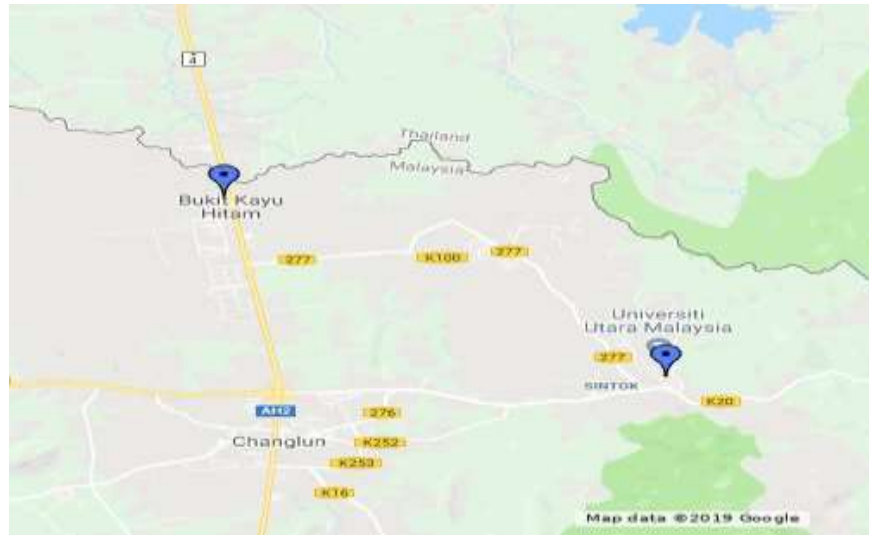 4
Thailand
Malaysia
Bukit Kayu
Hitam
277
K100
277
Universiti
Utara Malaysia
277
SINTOK
K20
AH2
276
Changlun
K252
K253
K16
Map data ©2019 Google